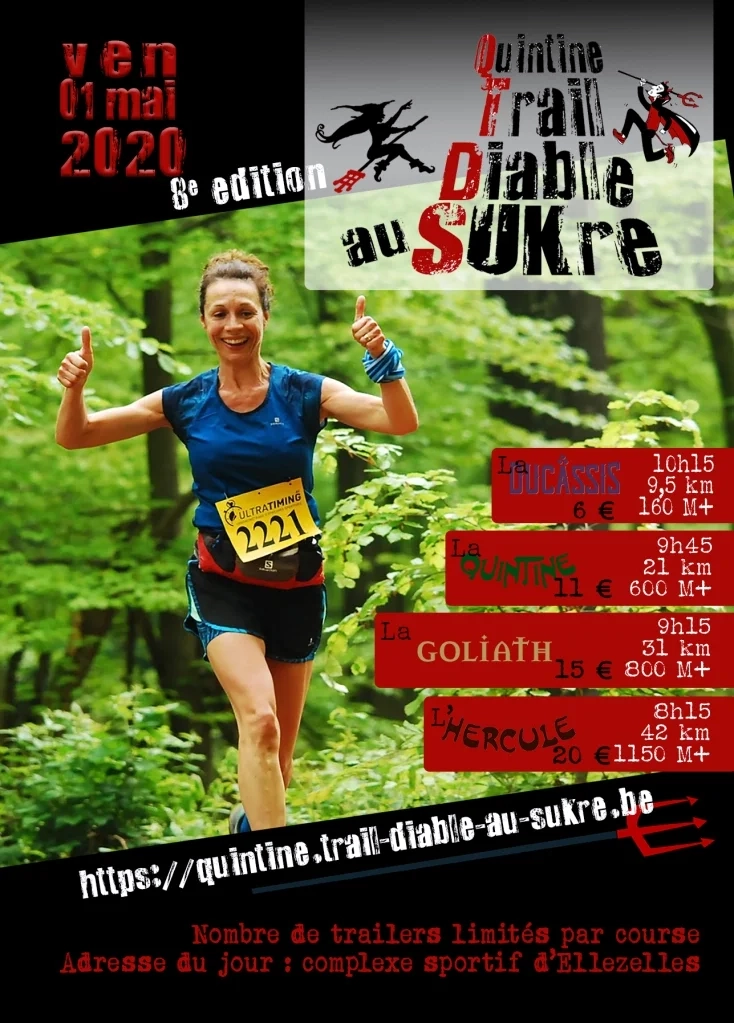 ven
01 mai
2020
8e edition
Quintine
Trail
Diable
au SUKre
ULTRATIMING
2221
La DUCASSIS
6 €
10h15
9,5 km
160 M+
La QUINTINE
11 €
9h45
21 km
600 M+
La GOLIATH
15 €
9h15
31 km
800 M+
L'HERCULE
20 €
8h15
42 km
1150 M+
https://quintine.trail-diable-au-sukre.be
Nombre de trailers limités par course
Adresse du jour : complexe sportif d'Ellezelles